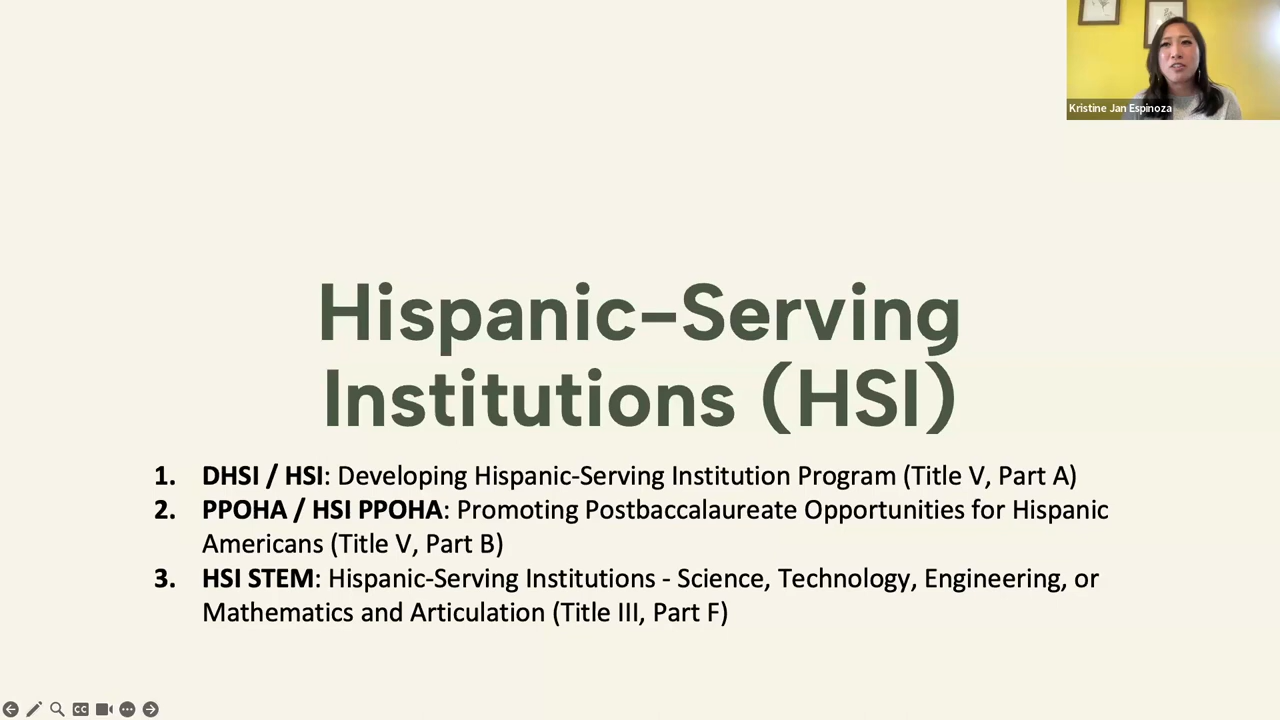 Kristine Jan Espinoza
Hispanic–Serving
Institutions (HSI)
1. DHSI / HSI: Developing Hispanic-Serving Institution Program (Title V, Part A)
2. PPOHA / HSI PPOHA: Promoting Postbaccalaureate Opportunities for Hispanic
Americans (Title V, Part B)
3. HSI STEM: Hispanic-Serving Institutions - Science, Technology, Engineering, or
Mathematics and Articulation (Title III, Part F)
CC